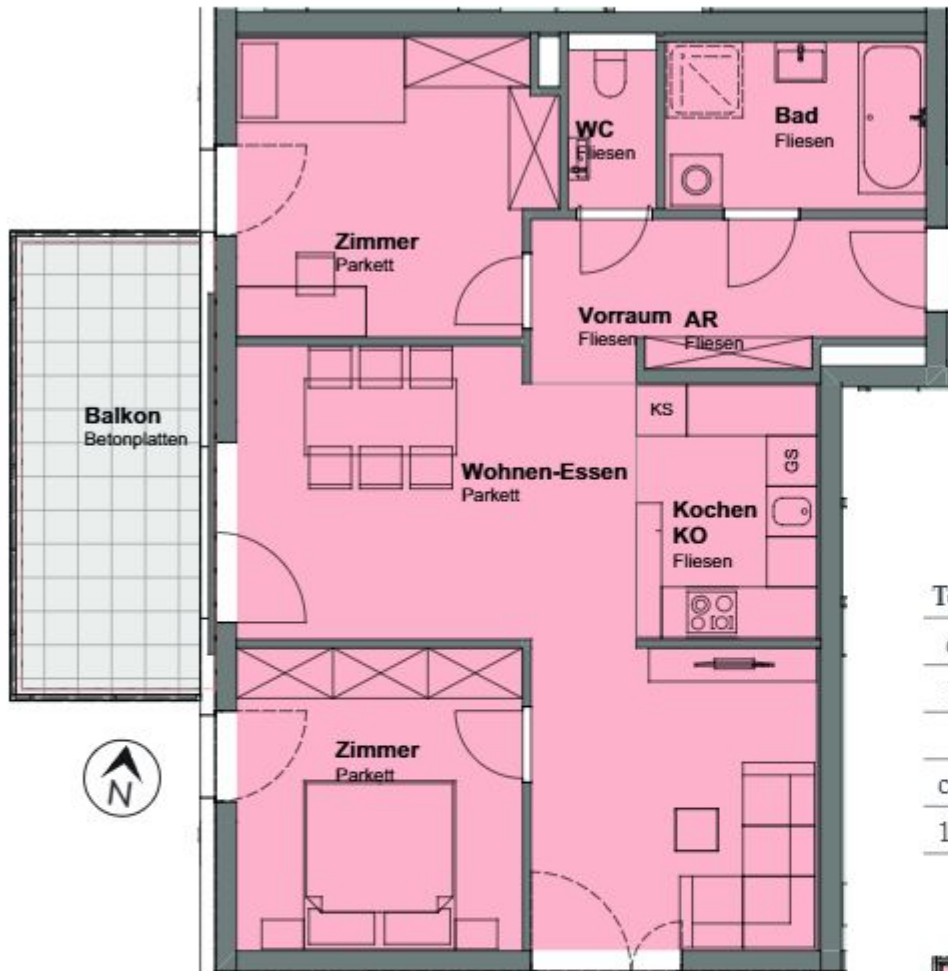 WC
Fliesen
Bad
Fliesen
Zimmer
Parkett
Vorraum
Fliesen
AR
Fliesen
Balkon
Betonplatten
KS
Wohnen-Essen
Parkett
GS
Kochen
KO
Fliesen
Zimmer
Parkett
N
1